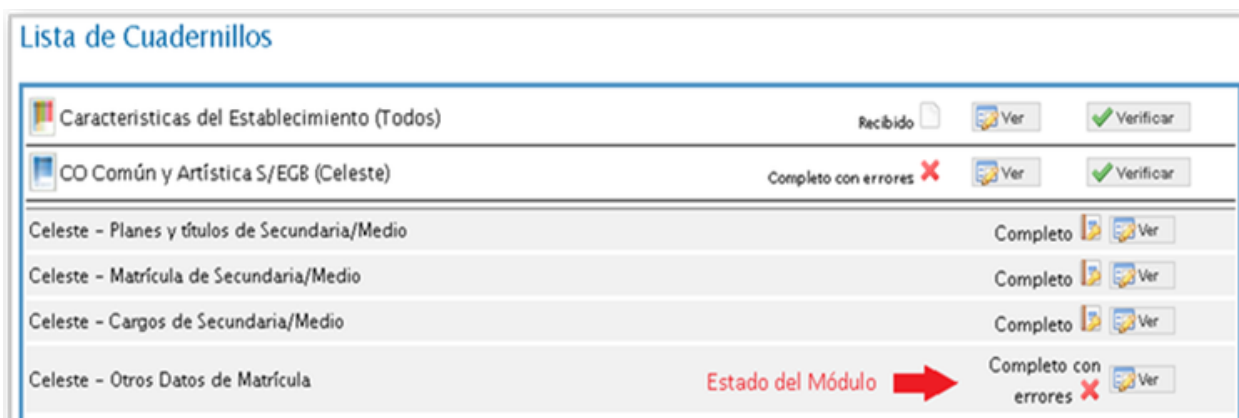 Lista de Cuadernillos
Caracteristicas del Establecimiento (Todos) Recibido Ver Verificar
CO Común y Artística S/EGB (Celeste) Completo con errores Ver Verificar
Celeste - Planes y títulos de Secundaria/Medio Completo Ver
Celeste - Matrícula de Secundaria/Medio Completo Ver
Celeste - Cargos de Secundaria/Medio Completo Ver
Celeste - Otros Datos de Matrícula Estado del Módulo Completo con
errores Ver